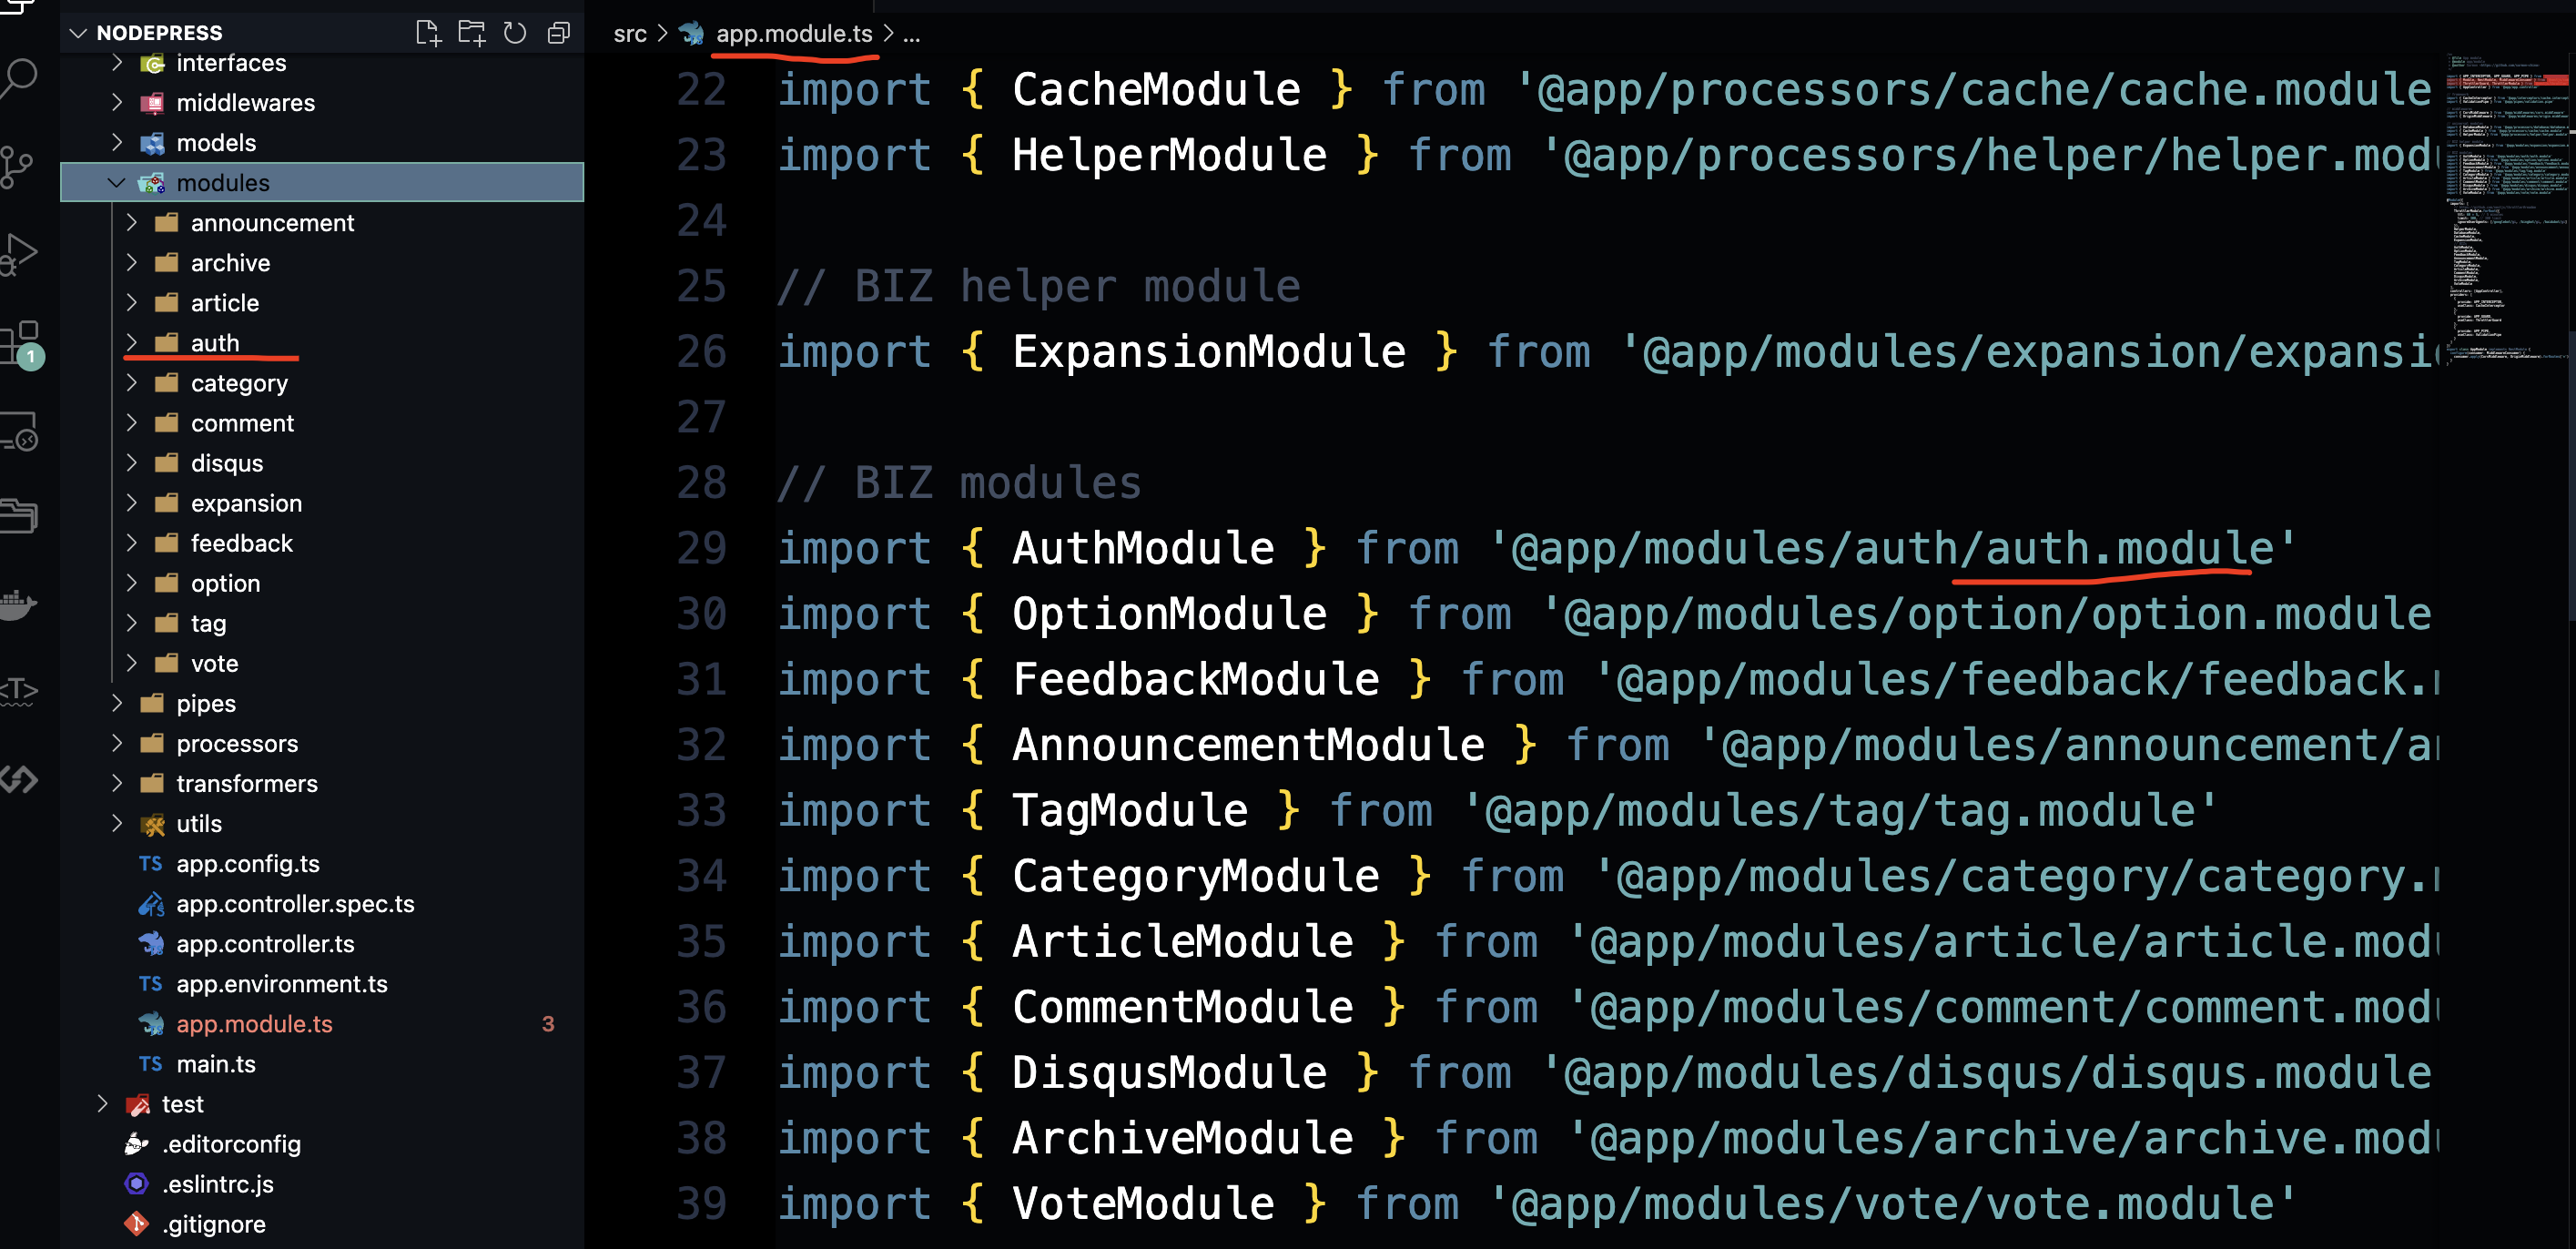 NODEPRESS
interfaces
middlewares
models
modules
announcement
archive
article
auth
category
comment
disqus
expansion
feedback
option
tag
vote
pipes
processors
transformers
utils
TS app.config.ts
app.controller.spec.ts
app.controller.ts
TS app.environment.ts
app.module.ts 3
TS main.ts
test
.editorconfig
.eslintrc.js
.gitignore
1
src > app.module.ts > ...
22 import { CacheModule } from '@app/processors/cache/cache.module
23 import { HelperModule } from '@app/processors/helper/helper.mod
24
25 // BIZ helper module
26 import { ExpansionModule } from '@app/modules/expansion/expansi
27
28 // BIZ modules
29 import { AuthModule } from '@app/modules/auth/auth.module'
30 import { OptionModule } from '@app/modules/option/option.module
31 import { FeedbackModule } from '@app/modules/feedback/feedback.
32 import { AnnouncementModule } from '@app/modules/announcement/a
33 import { TagModule } from '@app/modules/tag/tag.module'
34 import { CategoryModule } from '@app/modules/category/category.
35 import { ArticleModule } from '@app/modules/article/article.mod
36 import { CommentModule } from '@app/modules/comment/comment.mod
37 import { DisqusModule } from '@app/modules/disqus/disqus.module
38 import { ArchiveModule } from '@app/modules/archive/archive.mod
39 import { VoteModule } from '@app/modules/vote/vote.module'